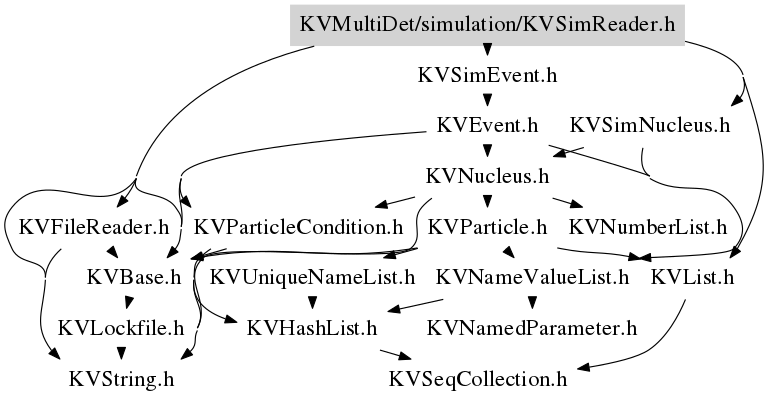 KVMultiDet/simulation/KVSimReader.h
KVSimEvent.h
KVEvent.h
KVSimNucleus.h
KVNucleus.h
KVFileReader.h
KVParticleCondition.h
KVParticle.h
KVNumberList.h
KVBase.h
KVUniqueNameList.h
KVNameValueList.h
KVList.h
KVLockfile.h
KVHashList.h
KVNamedParameter.h
KVString.h
KVSeqCollection.h